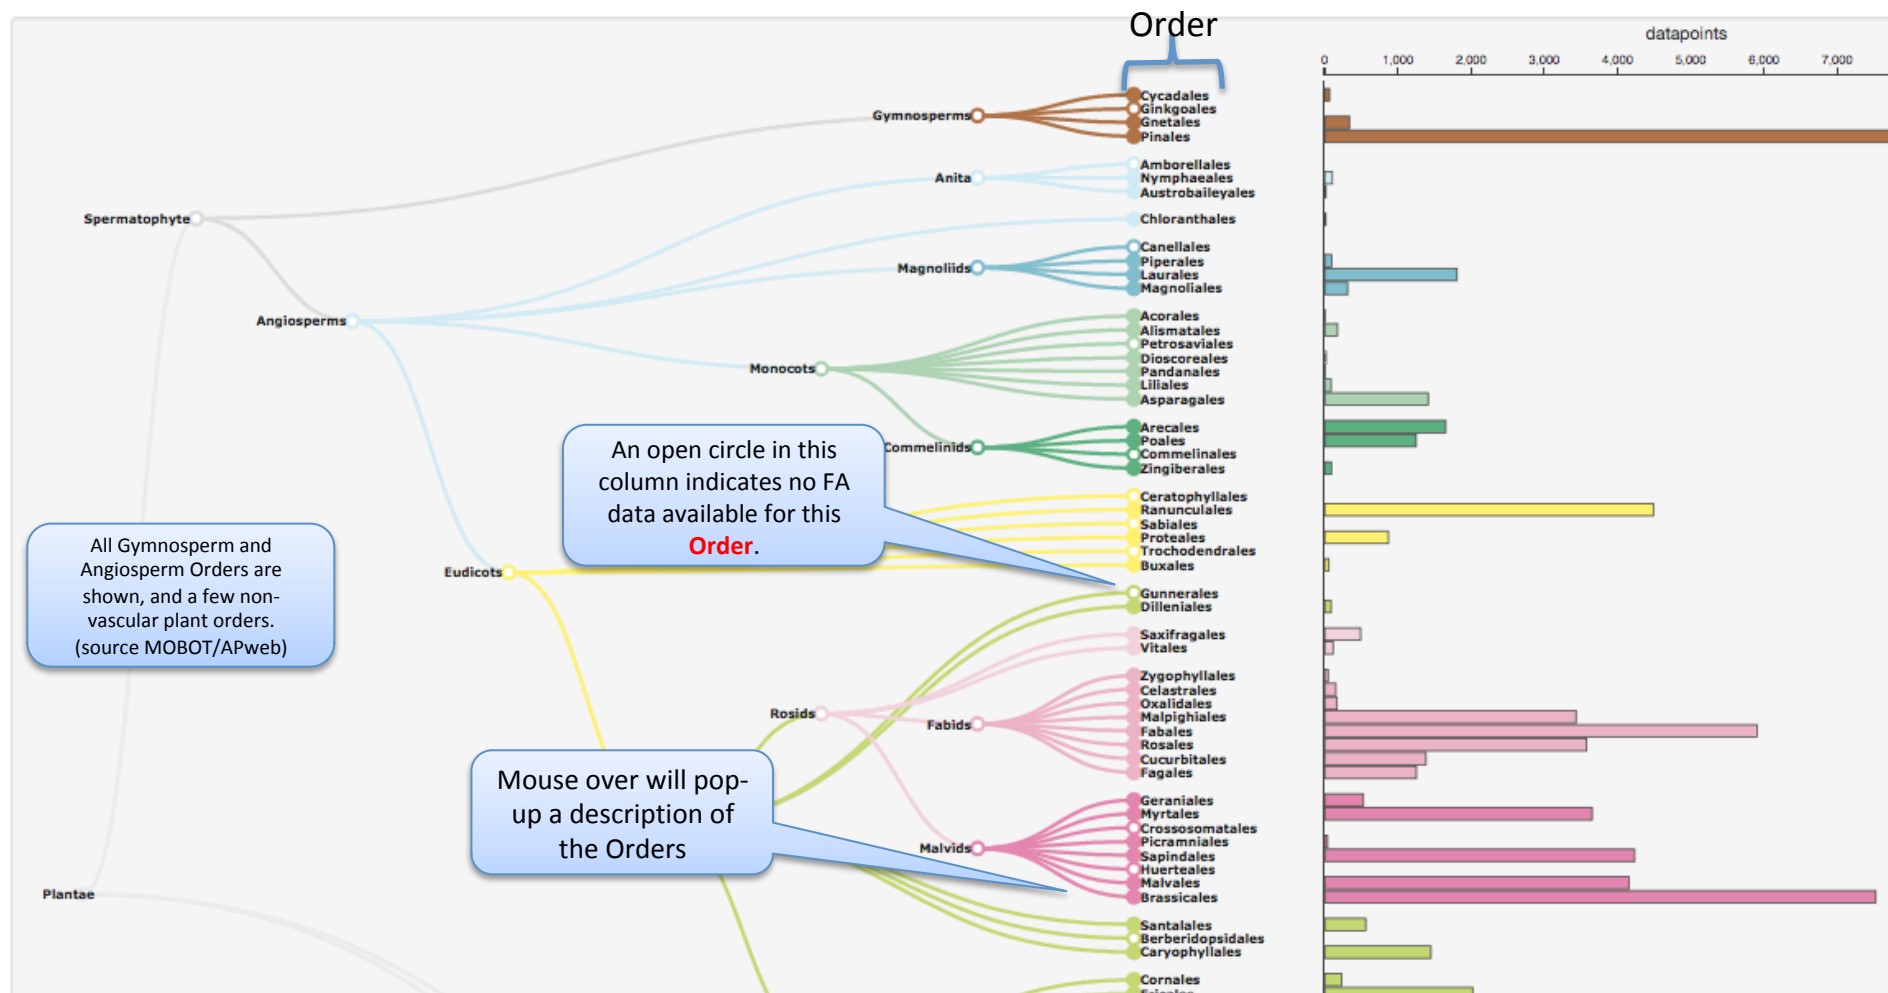 Order
datapoints
0 1,000 2,000 3,000 4,000 5,000 6,000 7,000
Cycadales
Ginkgoales
Gymnosperms
Gnetales
Pinales
Amborellales
Anita
Nymphaeales
Austrobaileyales
Spermatophyte
Chloranthales
Canellales
Piperales
Magnoliids
Laurales
Magnoliales
Angiosperms
Acorales
Alismatales
Petrosaviales
Dioscoreales
Monocots
Pandanales
Liliales
Asparagales
Arecales
Poales
Commelinids
Commelinales
Zingiberales
An open circle in this
column indicates no FA
data available for this
Order.
Ceratophyllales
Ranunculales
Sabiales
Proteales
Trochodendrales
Buxales
Eudicots
All Gymnosperm and
Angiosperm Orders are
shown, and a few non-
vascular plant orders.
(source MOBOT/APweb)
Gunnerales
Dilleniales
Saxifragales
Vitales
Rosids
Zygophyllales
Celastrales
Oxalidales
Malpighiales
Fabids
Fabales
Rosales
Cucurbitales
Fagales
Mouse over will pop-
up a description of
the Orders
Geraniales
Myrtales
Crossosomatales
Picramniales
Malvids
Sapindales
Huerteales
Malvales
Brassicales
Plantae
Santalales
Berberidopsidales
Caryophyllales
Cornales